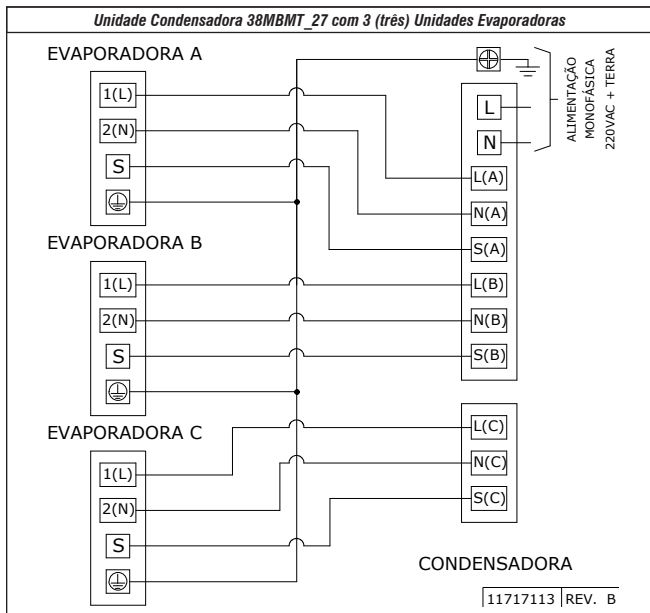 Unidade Condensadora 38MBMT_27 com 3 (três) Unidades Evaporadoras
EVAPORADORA A
1(L)
2(N)
S
EVAPORADORA B
1(L)
2(N)
S
EVAPORADORA C
1(L)
2(N)
S
L
N
L(A)
N(A)
S(A)
L(B)
N(B)
S(B)
L(C)
N(C)
S(C)
ALIMENTAÇÃO
MONOFÁSICA
220VAC + TERRA
CONDENSADORA
11717113 REV. B